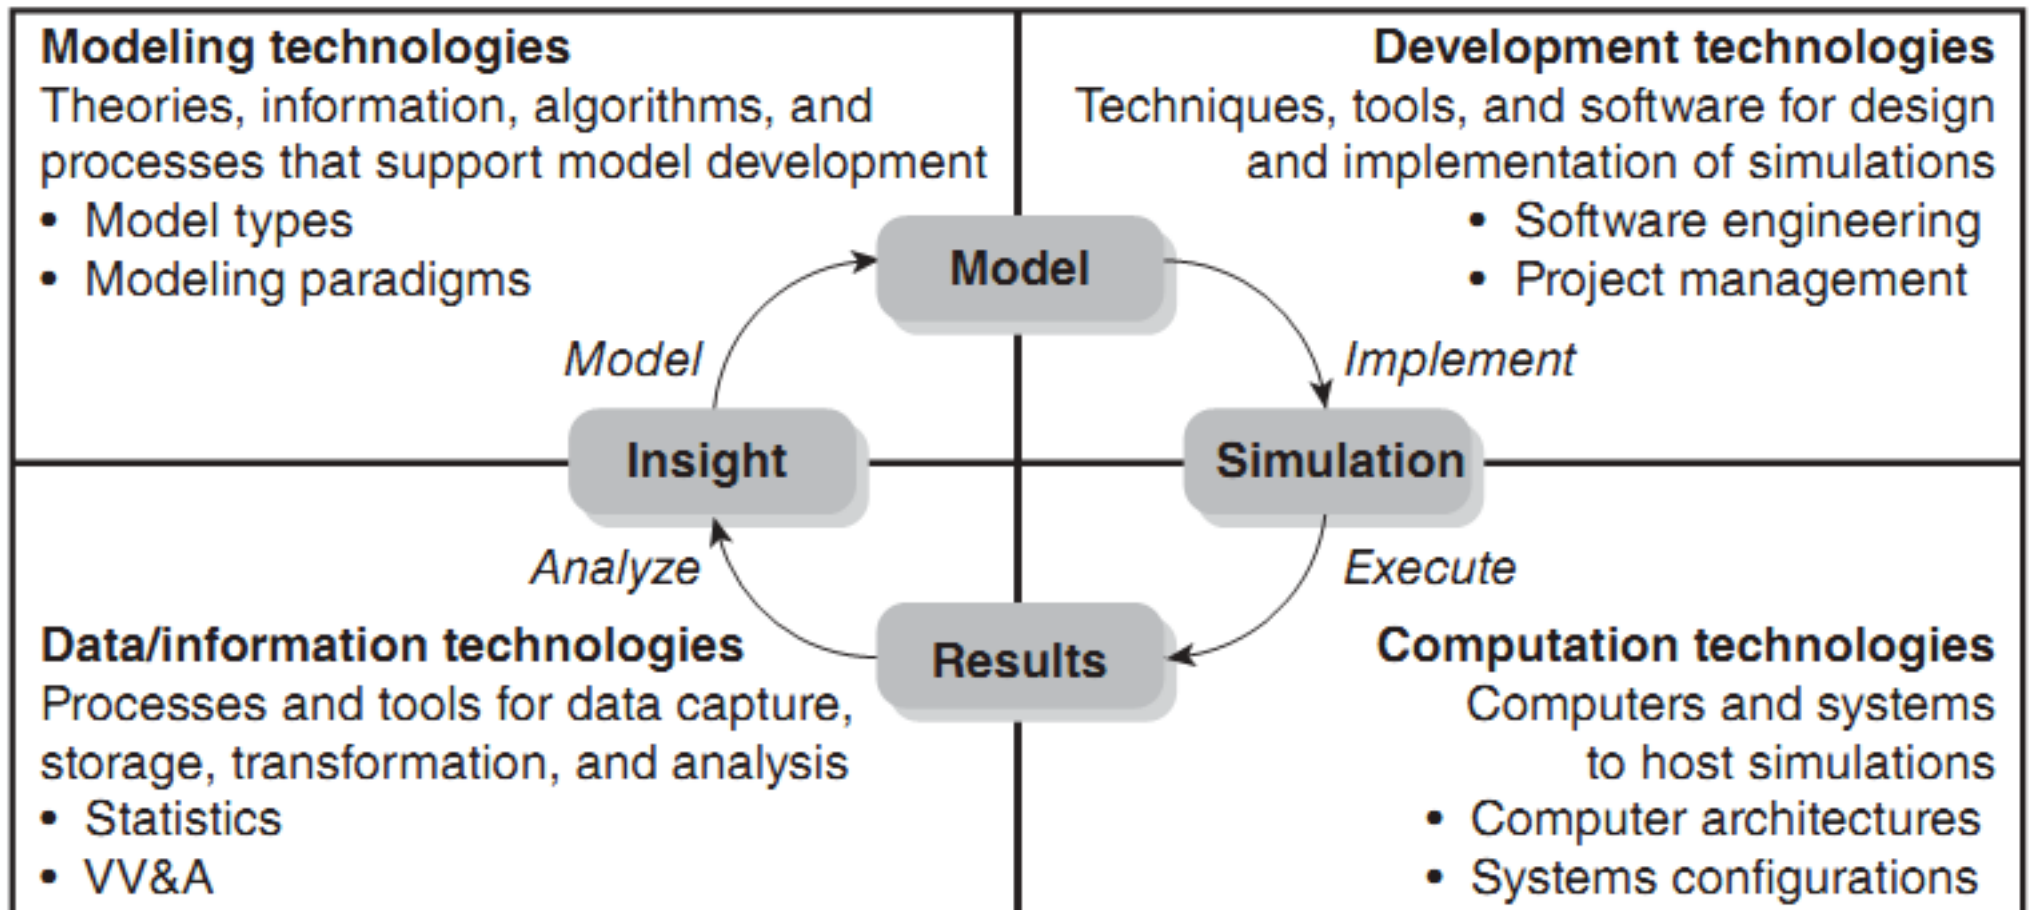 Modeling technologies
Theories, information, algorithms, and
processes that support model development
• Model types
• Modeling paradigms
Development technologies
Techniques, tools, and software for design
and implementation of simulations
• Software engineering
• Project management
Model
Model
Implement
Insight
Simulation
Analyze
Execute
Results
Data/information technologies
Processes and tools for data capture,
storage, transformation, and analysis
• Statistics
• VV&A
Computation technologies
Computers and systems
to host simulations
• Computer architectures
• Systems configurations